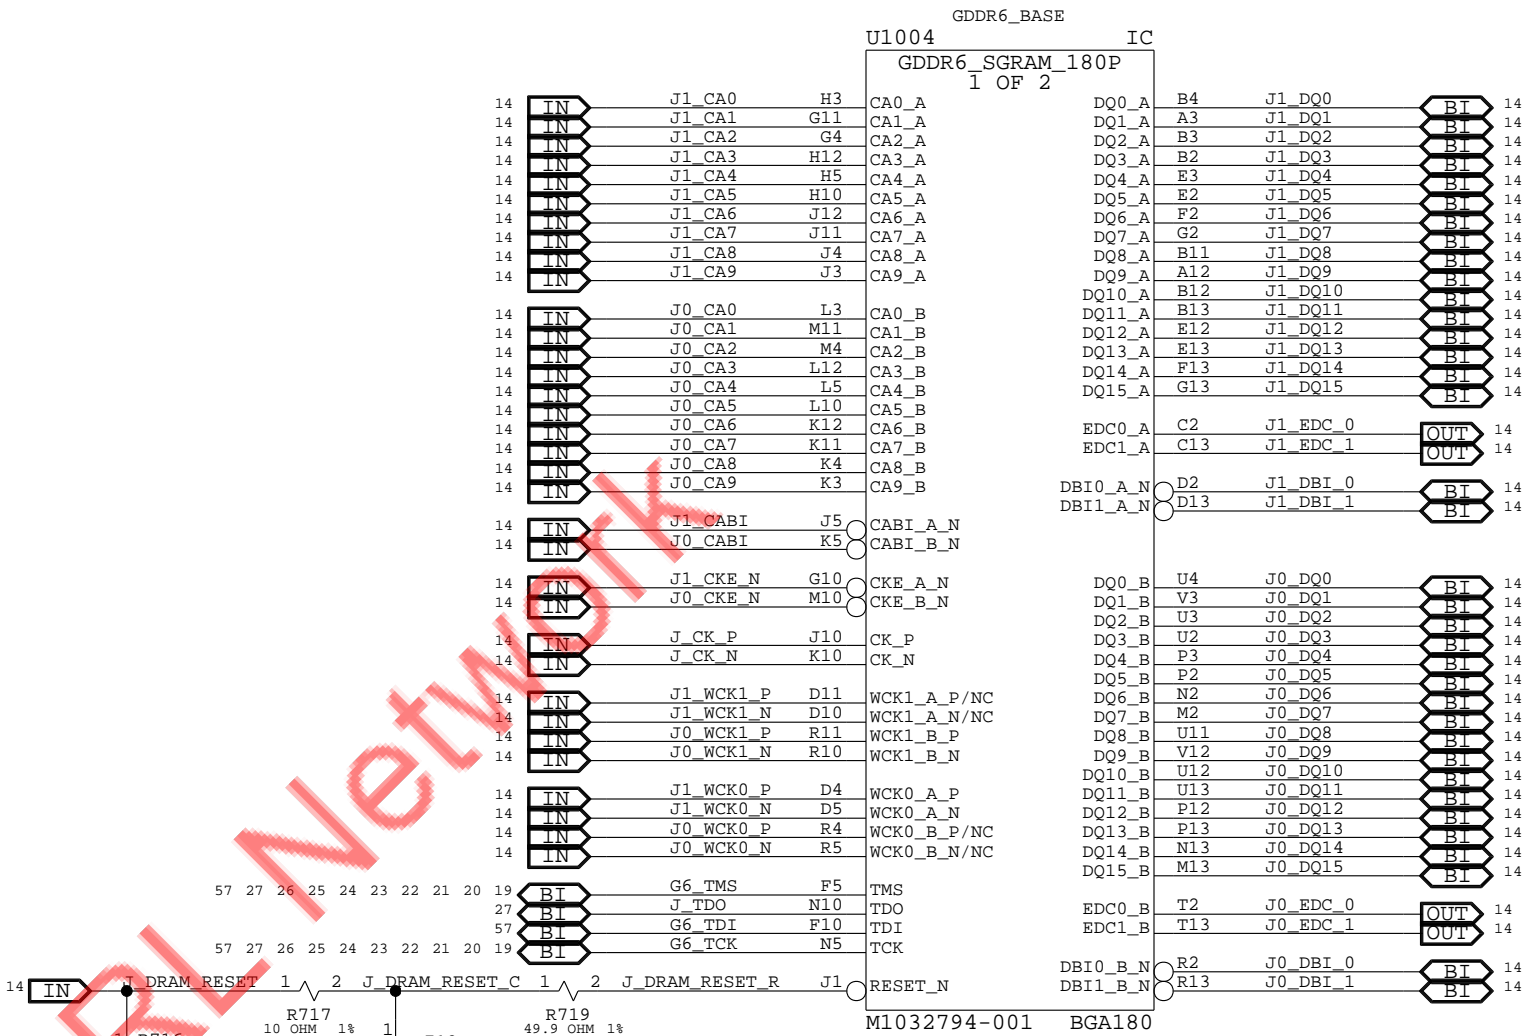 GDDR6_BASE
U1004 IC
GDDR6_SGRAM_180P
1 OF 2
14 IN J1_CA0 H3 CA0_A DQ0_A B4 J1_DQ0 BI 14
14 IN J1_CA1 G11 CA1_A DQ1_A A3 J1_DQ1 BI 14
14 IN J1_CA2 G4 CA2_A DQ2_A B3 J1_DQ2 BI 14
14 IN J1_CA3 H12 CA3_A DQ3_A B2 J1_DQ3 BI 14
14 IN J1_CA4 H5 CA4_A DQ4_A E3 J1_DQ4 BI 14
14 IN J1_CA5 H10 CA5_A DQ5_A E2 J1_DQ5 BI 14
14 IN J1_CA6 J12 CA6_A DQ6_A F2 J1_DQ6 BI 14
14 IN J1_CA7 J11 CA7_A DQ7_A G2 J1_DQ7 BI 14
14 IN J1_CA8 J4 CA8_A DQ8_A B11 J1_DQ8 BI 14
14 IN J1_CA9 J3 CA9_A DQ9_A A12 J1_DQ9 BI 14
DQ10_A B12 J1_DQ10 BI 14
14 IN J0_CA0 L3 CA0_B DQ11_A B13 J1_DQ11 BI 14
14 IN J0_CA1 M11 CA1_B DQ12_A E12 J1_DQ12 BI 14
14 IN J0_CA2 M4 CA2_B DQ13_A E13 J1_DQ13 BI 14
14 IN J0_CA3 L12 CA3_B DQ14_A F13 J1_DQ14 BI 14
14 IN J0_CA4 L5 CA4_B DQ15_A G13 J1_DQ15 BI 14
14 IN J0_CA5 L10 CA5_B
14 IN J0_CA6 K12 CA6_B EDC0_A C2 J1_EDC_0 OUT 14
14 IN J0_CA7 K11 CA7_B EDC1_A C13 J1_EDC_1 OUT 14
14 IN J0_CA8 K4 CA8_B
14 IN J0_CA9 K3 CA9_B DBI0_A_N D2 J1_DBI_0 BI 14
DBI1_A_N D13 J1_DBI_1 BI 14
14 IN J1_CABI J5 CABI_A_N
14 IN J0_CABI K5 CABI_B_N
14 IN J1_CKE_N G10 CKE_A_N DQ0_B U4 J0_DQ0 BI 14
14 IN J0_CKE_N M10 CKE_B_N DQ1_B V3 J0_DQ1 BI 14
DQ2_B U3 J0_DQ2 BI 14
14 IN J_CK_P J10 CK_P DQ3_B U2 J0_DQ3 BI 14
14 IN J_CK_N K10 CK_N DQ4_B P3 J0_DQ4 BI 14
DQ5_B P2 J0_DQ5 BI 14
14 IN J1_WCK1_P D11 WCK1_A_P/NC DQ6_B N2 J0_DQ6 BI 14
14 IN J1_WCK1_N D10 WCK1_A_N/NC DQ7_B M2 J0_DQ7 BI 14
14 IN J0_WCK1_P R11 WCK1_B_P DQ8_B U11 J0_DQ8 BI 14
14 IN J0_WCK1_N R10 WCK1_B_N DQ9_B V12 J0_DQ9 BI 14
DQ10_B U12 J0_DQ10 BI 14
14 IN J1_WCK0_P D4 WCK0_A_P DQ11_B U13 J0_DQ11 BI 14
14 IN J1_WCK0_N D5 WCK0_A_N DQ12_B P12 J0_DQ12 BI 14
14 IN J0_WCK0_P R4 WCK0_B_P/NC DQ13_B P13 J0_DQ13 BI 14
14 IN J0_WCK0_N R5 WCK0_B_N/NC DQ14_B N13 J0_DQ14 BI 14
DQ15_B M13 J0_DQ15 BI 14
57 27 26 25 24 23 22 21 20 19 BI G6_TMS F5 TMS
27 BI J_TDO N10 TDO EDC0_B T2 J0_EDC_0 OUT 14
57 BI G6_TDI F10 TDI EDC1_B T13 J0_EDC_1 OUT 14
57 27 26 25 24 23 22 21 20 19 BI G6_TCK N5 TCK
DBI0_B_N R2 J0_DBI_0 BI 14
14 IN J_DRAM_RESET 1 2 J_DRAM_RESET_C 1 2 J_DRAM_RESET_R J1 RESET_N DBI1_B_N R13 J0_DBI_1 BI 14
R717 R719
10 OHM 1% 49.9 OHM 1%
M1032794-001 BGA180
1 R716 1
RL Network